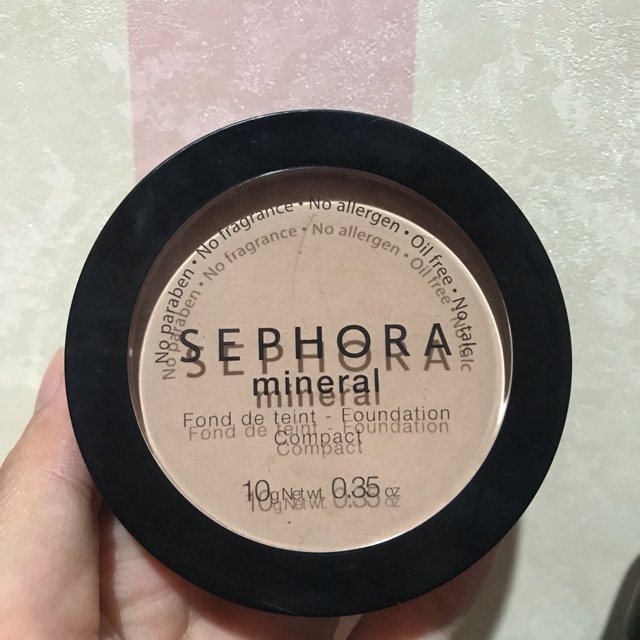 No paraben • No fragrance • No allergen • Oil free • No talc
SEPHORA
mineral
Fond de teint - Foundation
Compact
10g Net wt. 0.35 oz